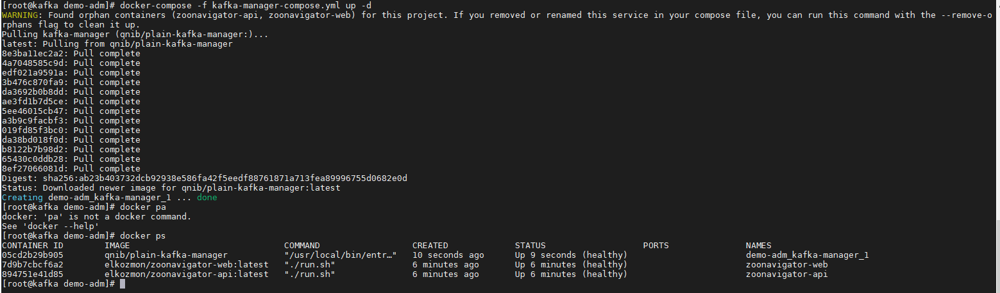 [root@kafka demo-adm]# docker-compose -f kafka-manager-compose.yml up -d
WARNING: Found orphan containers (zoonavigator-api, zoonavigator-web) for this project. If you removed or renamed this service in your compose file, you can run this command with the --remove-o
rphans flag to clean it up.
Pulling kafka-manager (qnib/plain-kafka-manager:)...
latest: Pulling from qnib/plain-kafka-manager
8e3ba11ec2a2: Pull complete
4a7048585c9d: Pull complete
edf021a9591a: Pull complete
3b476c870fa9: Pull complete
da3692b0b8dd: Pull complete
ae3fd1b7d5ce: Pull complete
5ee46015cb47: Pull complete
a3b9c9facbf3: Pull complete
019fd85f3bc0: Pull complete
da38bd018f0d: Pull complete
b8122b7b98d2: Pull complete
65430c0ddb28: Pull complete
8ef27066081d: Pull complete
Digest: sha256:ab23b403732dcb92938e586fa42f5eedf88761871a713fea89996755d0682e0d
Status: Downloaded newer image for qnib/plain-kafka-manager:latest
Creating demo-adm_kafka-manager_1 ... done
[root@kafka demo-adm]# docker pa
docker: 'pa' is not a docker command.
See 'docker --help'
[root@kafka demo-adm]# docker ps
CONTAINER ID        IMAGE                              COMMAND                  CREATED             STATUS                   PORTS               NAMES
05cd2b29b905        qnib/plain-kafka-manager           "/usr/local/bin/entr…"   10 seconds ago      Up 9 seconds (healthy)                       demo-adm_kafka-manager_1
7d9b7cbcf6a2        elkozmon/zoonavigator-web:latest   "./run.sh"               6 minutes ago       Up 6 minutes (healthy)                       zoonavigator-web
894751e41d85        elkozmon/zoonavigator-api:latest   "./run.sh"               6 minutes ago       Up 6 minutes (healthy)                       zoonavigator-api
[root@kafka demo-adm]#